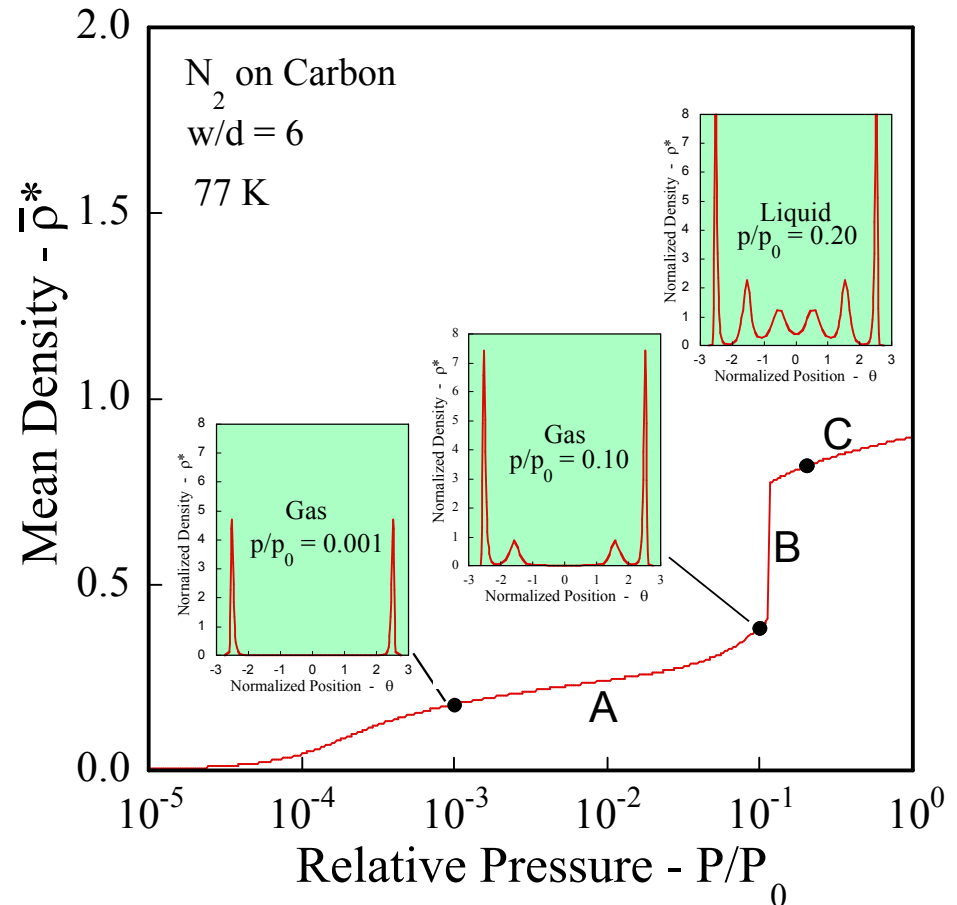 2.0
1.5
1.0
0.5
0.0
Mean Density - ρ̅*
N₂ on Carbon
w/d = 6
77 K
8
7
6
5
4
3
2
1
0
Normalized Density - ρ*
Liquid
p/p₀ = 0.20
-3 -2 -1 0 1 2 3
Normalized Position - θ
8
7
6
5
4
3
2
1
0
Normalized Density - ρ*
Gas
p/p₀ = 0.10
-3 -2 -1 0 1 2 3
Normalized Position - θ
8
7
6
5
4
3
2
1
0
Normalized Density - ρ*
Gas
p/p₀ = 0.001
-3 -2 -1 0 1 2 3
Normalized Position - θ
C
B
A
10⁻⁵ 10⁻⁴ 10⁻³ 10⁻² 10⁻¹ 10⁰
Relative Pressure - P/P₀